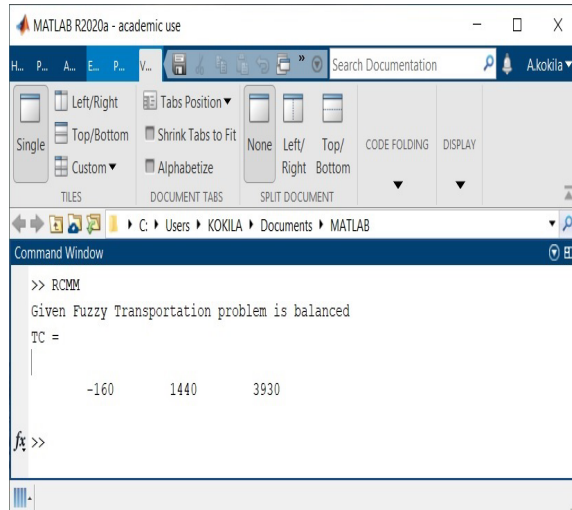 MATLAB R2020a - academic use
H... P... A... E... P... V... Search Documentation A.kokila
Left/Right Tabs Position
Single Top/Bottom Shrink Tabs to Fit None Left/Right Top/Bottom CODE FOLDING DISPLAY
Custom Alphabetize
TILES DOCUMENT TABS SPLIT DOCUMENT
C: Users KOKILA Documents MATLAB
Command Window
>> RCMM
Given Fuzzy Transportation problem is balanced
TC =
-160 1440 3930
fx >>